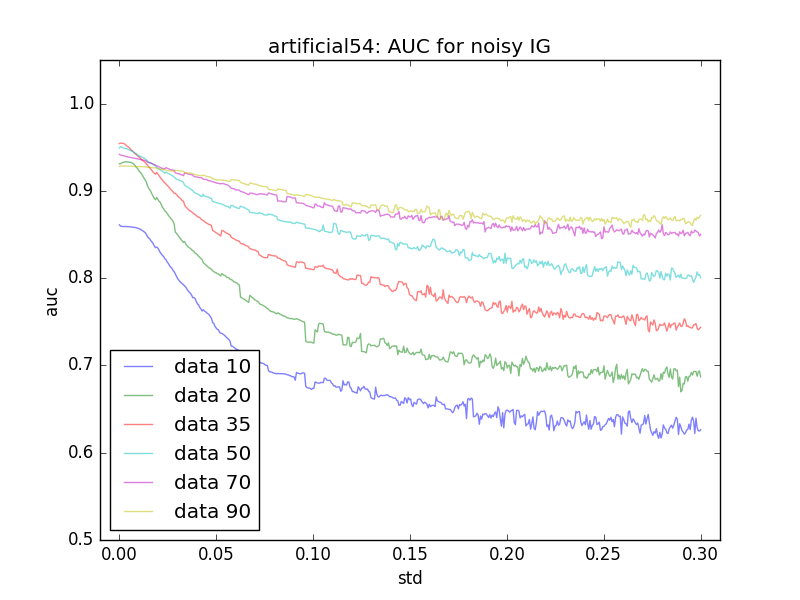 artificial54: AUC for noisy IG
auc
1.0
0.9
0.8
0.7
0.6
0.5
data 10
data 20
data 35
data 50
data 70
data 90
0.00 0.05 0.10 0.15 0.20 0.25 0.30
std